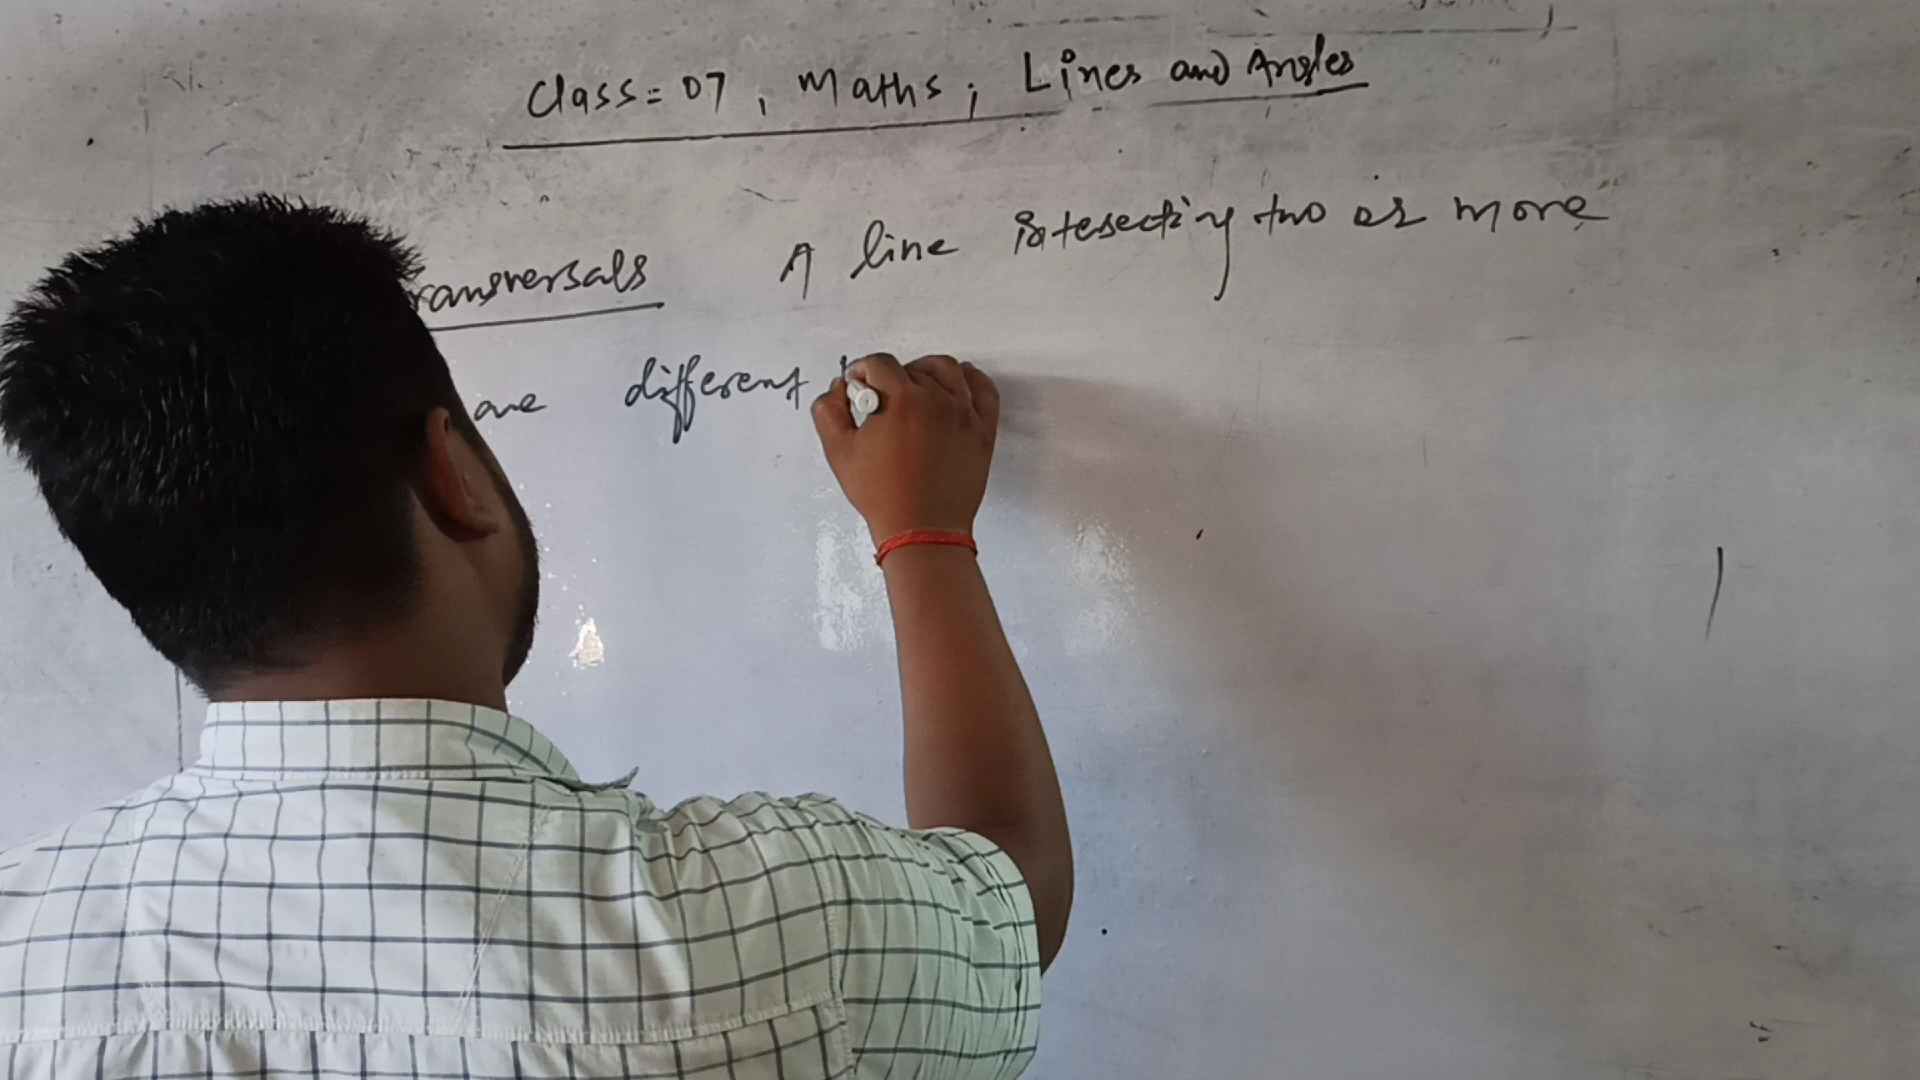 Class = 07, Maths; Lines and Angles
ransversals A line intesecting two or more
are different